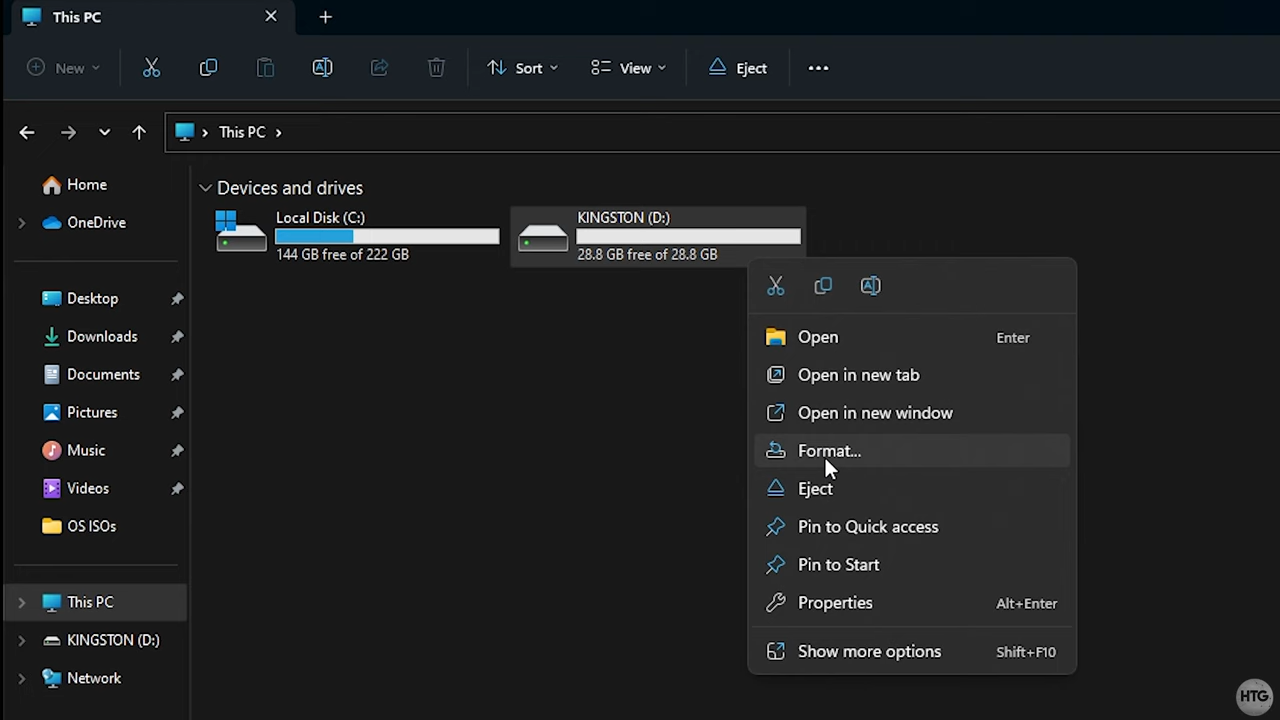 This PC
New
Sort
View
Eject
This PC
Home
OneDrive
Desktop
Downloads
Documents
Pictures
Music
Videos
OS ISOs
This PC
KINGSTON (D:)
Network
Devices and drives
Local Disk (C:)
144 GB free of 222 GB
KINGSTON (D:)
28.8 GB free of 28.8 GB
Open Enter
Open in new tab
Open in new window
Format...
Eject
Pin to Quick access
Pin to Start
Properties Alt+Enter
Show more options Shift+F10
HTG